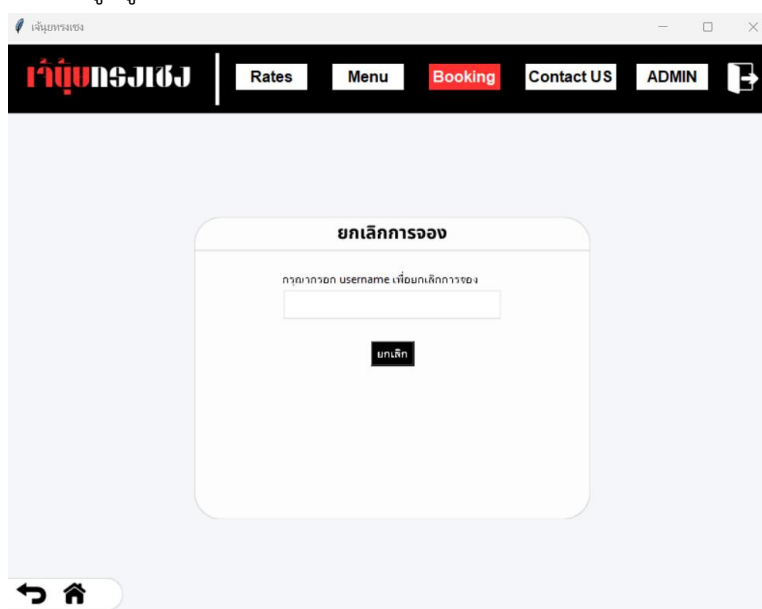 เจ้นุยทรงเชง
เจ้นุ้ยทรงเชง
Rates
Menu
Booking
Contact US
ADMIN
ยกเลิกการจอง
กรุณากรอก username เพื่อยกเลิกการจอง
ยกเลิก